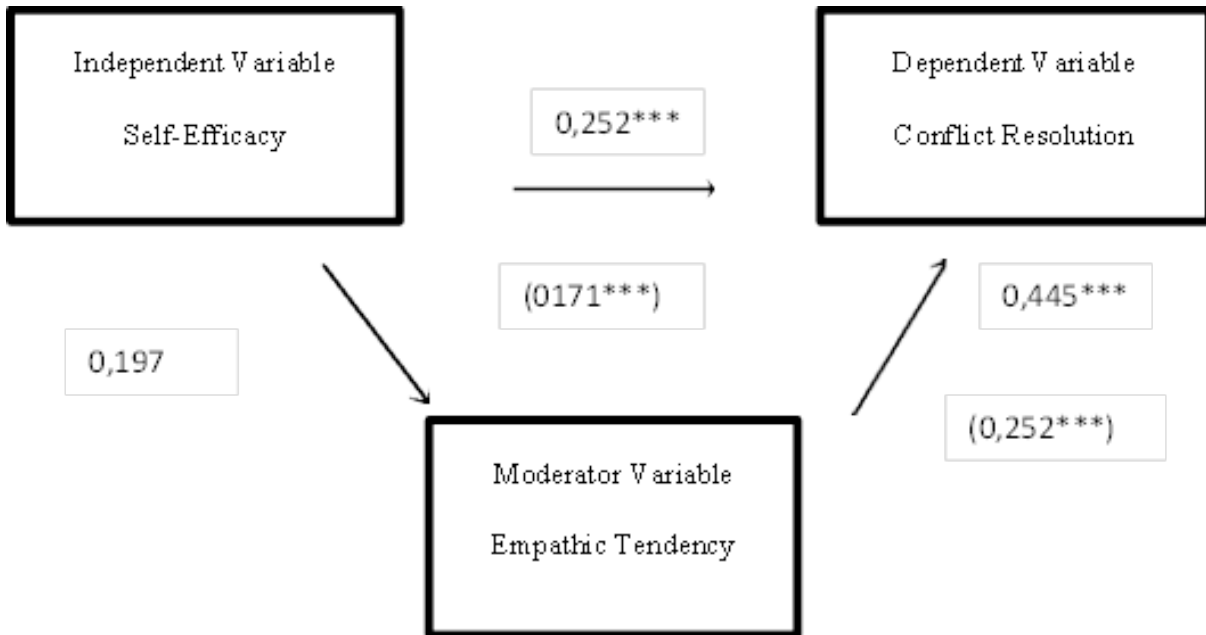 Independent Variable
Self-Efficacy
0,252***
Dependent Variable
Conflict Resolution
(0171***)
0,197
0,445***
(0,252***)
Moderator Variable
Empathic Tendency